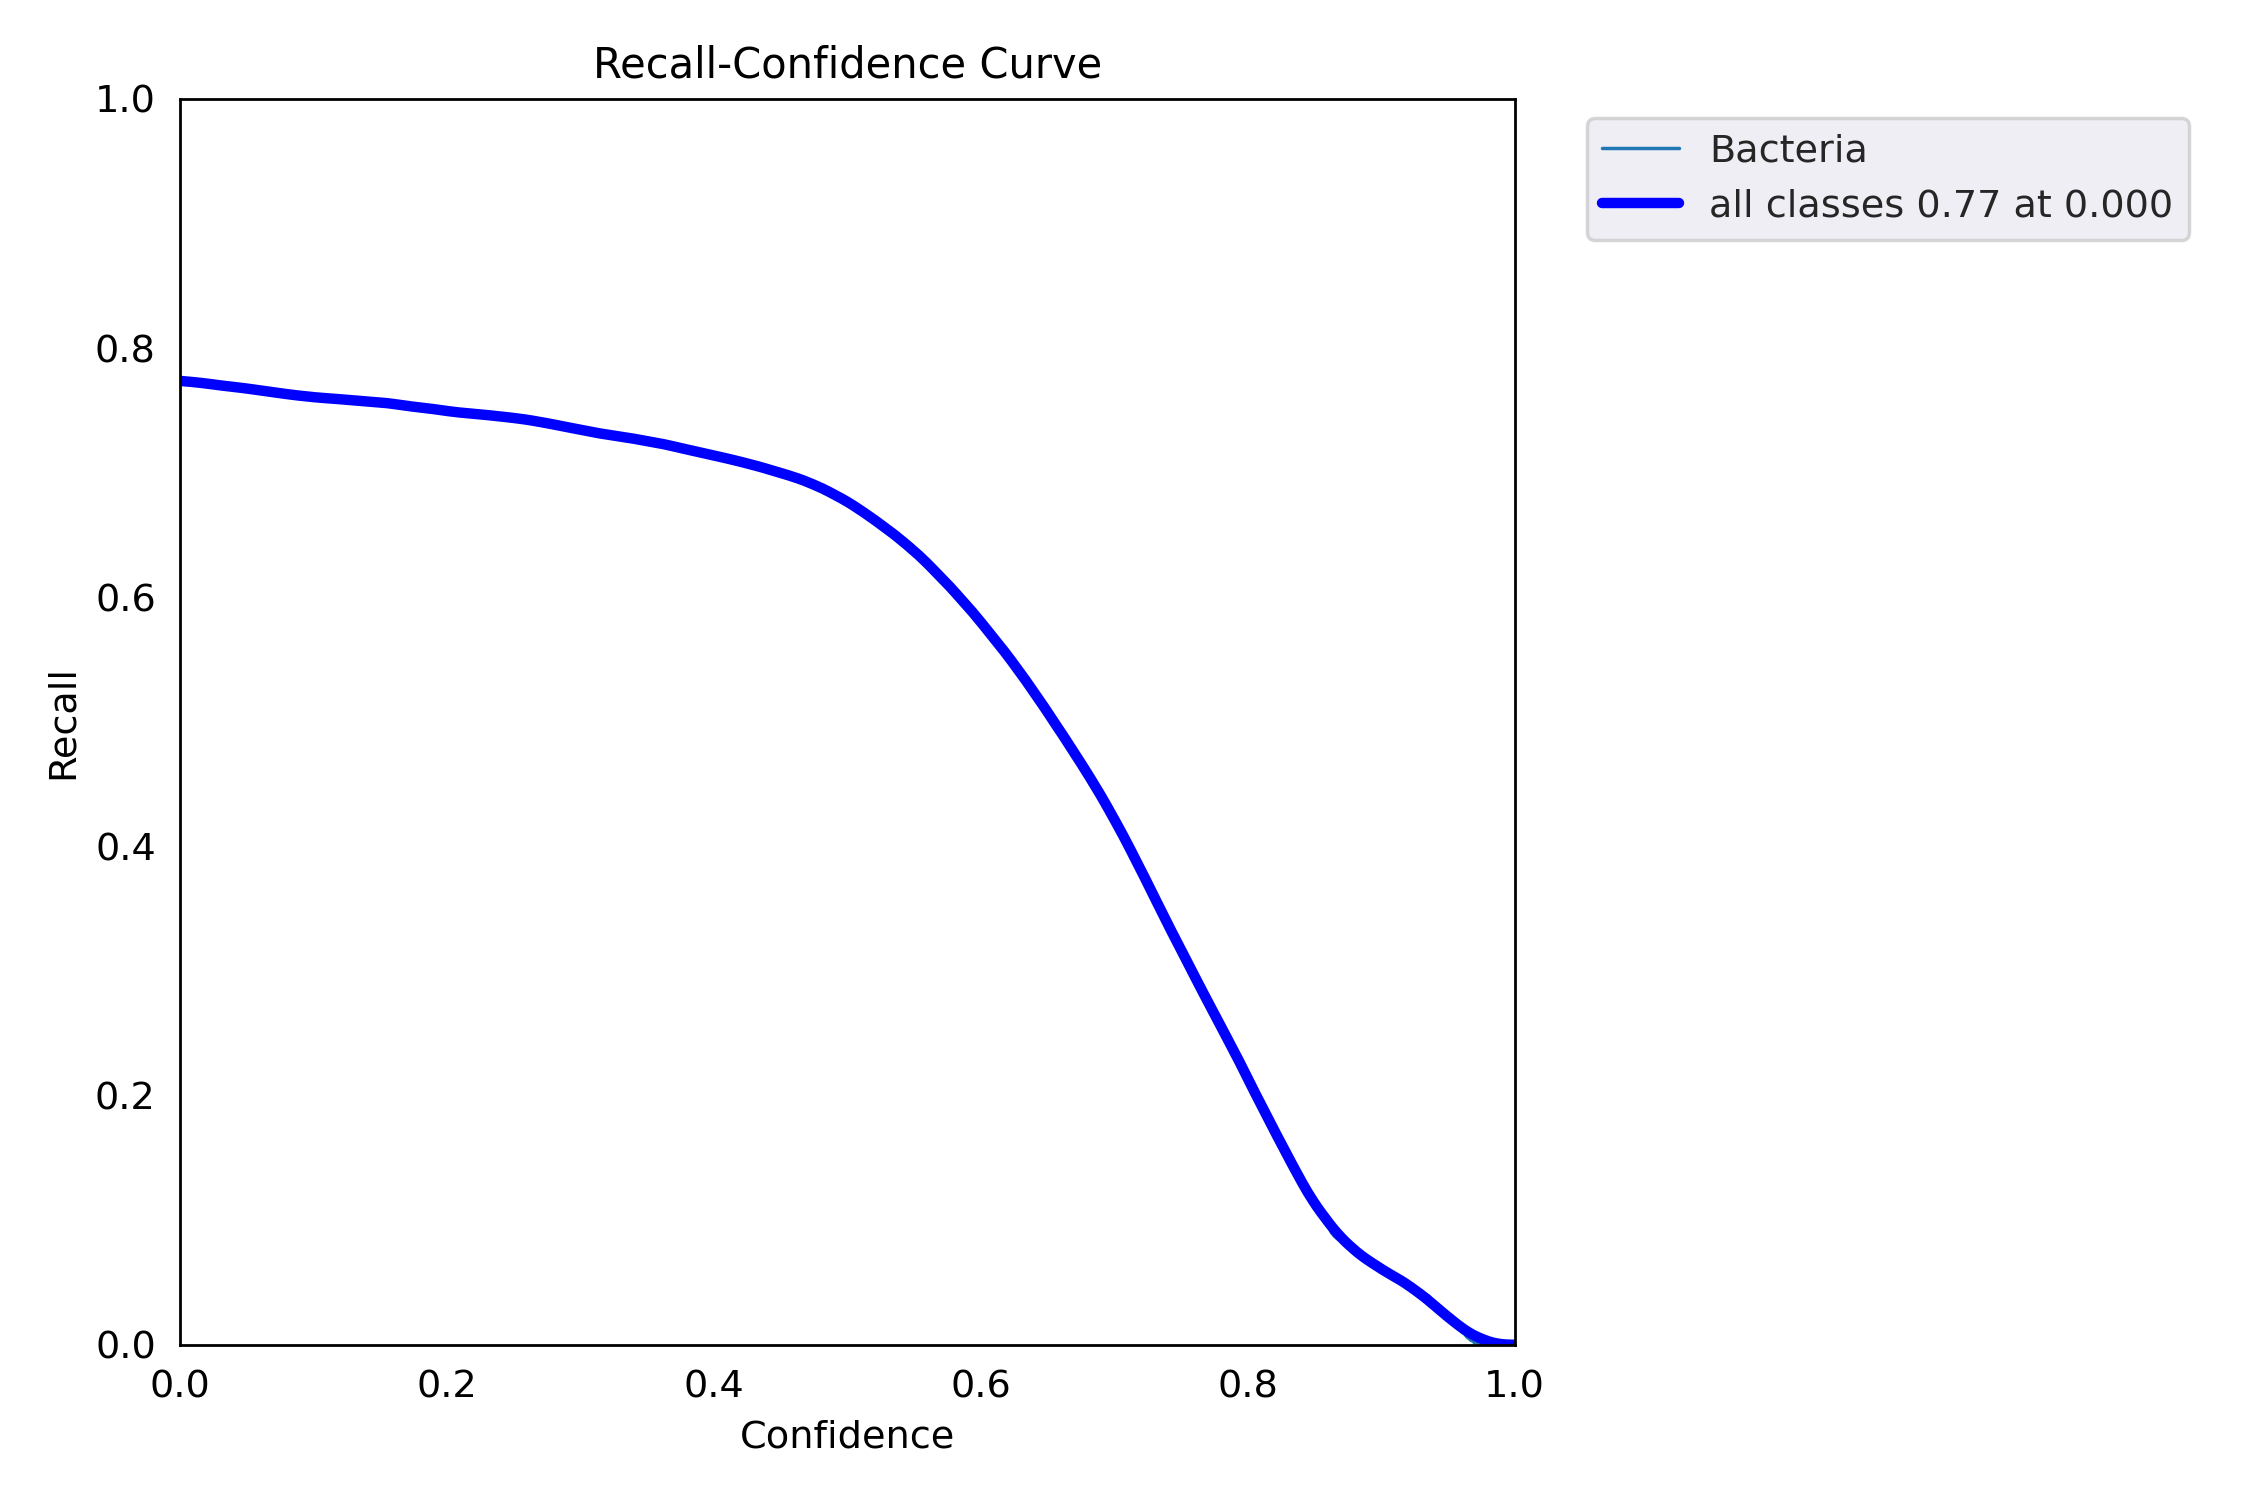 Recall-Confidence Curve
1.0
0.8
0.6
0.4
0.2
0.0
Recall
0.0 0.2 0.4 0.6 0.8 1.0
Confidence
Bacteria
all classes 0.77 at 0.000